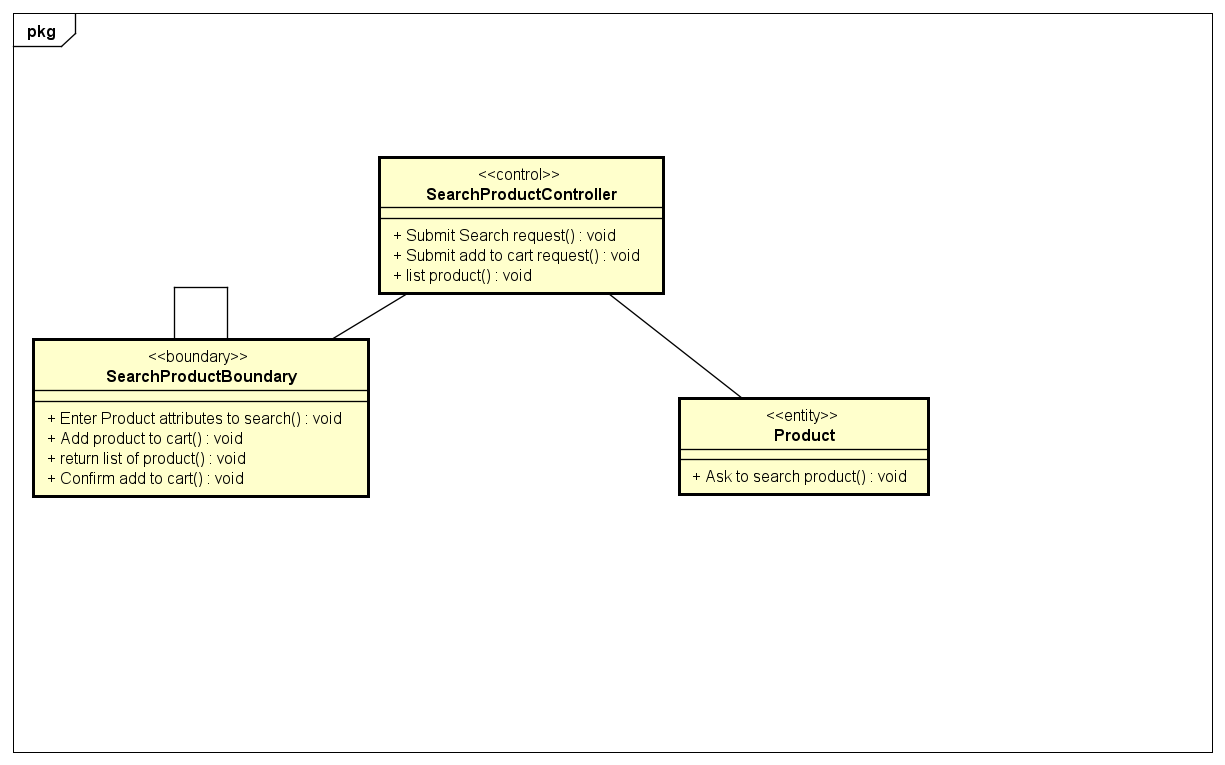 pkg
<<control>>
SearchProductController
+ Submit Search request() : void
+ Submit add to cart request() : void
+ list product() : void
<<boundary>>
SearchProductBoundary
+ Enter Product attributes to search() : void
+ Add product to cart() : void
+ return list of product() : void
+ Confirm add to cart() : void
<<entity>>
Product
+ Ask to search product() : void